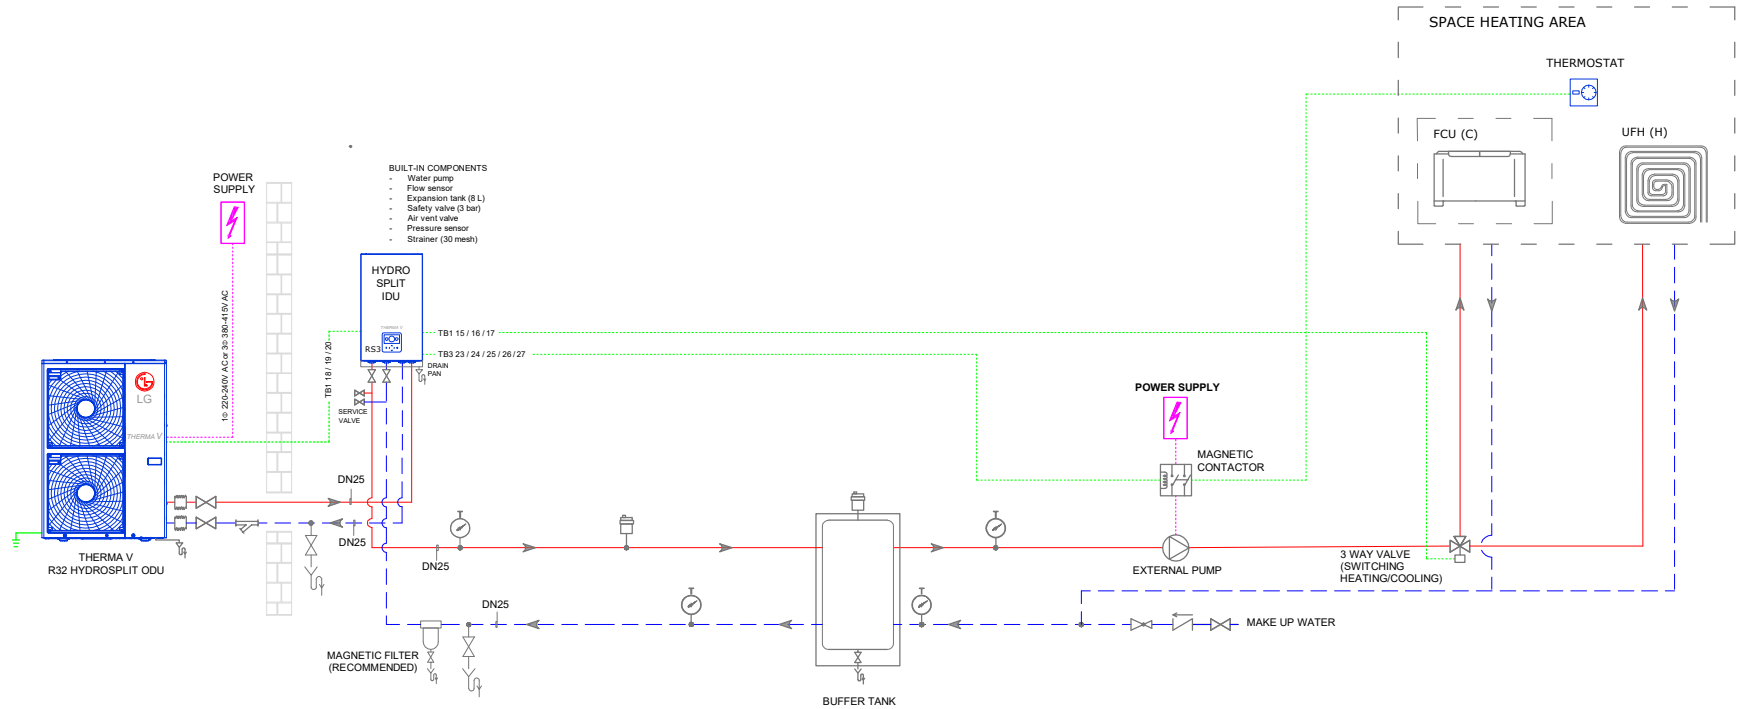 SPACE HEATING AREA
THERMOSTAT
FCU (C)
UFH (H)
BUILT-IN COMPONENTS
- Water pump
- Flow sensor
- Expansion tank (8 L)
- Safety valve (3 bar)
- Air vent valve
- Pressure sensor
- Strainer (30 mesh)
POWER
SUPPLY
1Φ 220-240V AC or 3Φ 380-415V AC
HYDRO
SPLIT
IDU
THERMA V
RS3
TB1 15 / 16 / 17
TB3 23 / 24 / 25 / 26 / 27
TB1 18 / 19 / 20
DRAIN
PAN
SERVICE
VALVE
LG
THERMA V
POWER SUPPLY
MAGNETIC
CONTACTOR
DN25
DN25
DN25
THERMA V
R32 HYDROSPLIT ODU
EXTERNAL PUMP
3 WAY VALVE
(SWITCHING
HEATING/COOLING)
DN25
MAKE UP WATER
MAGNETIC FILTER
(RECOMMENDED)
BUFFER TANK